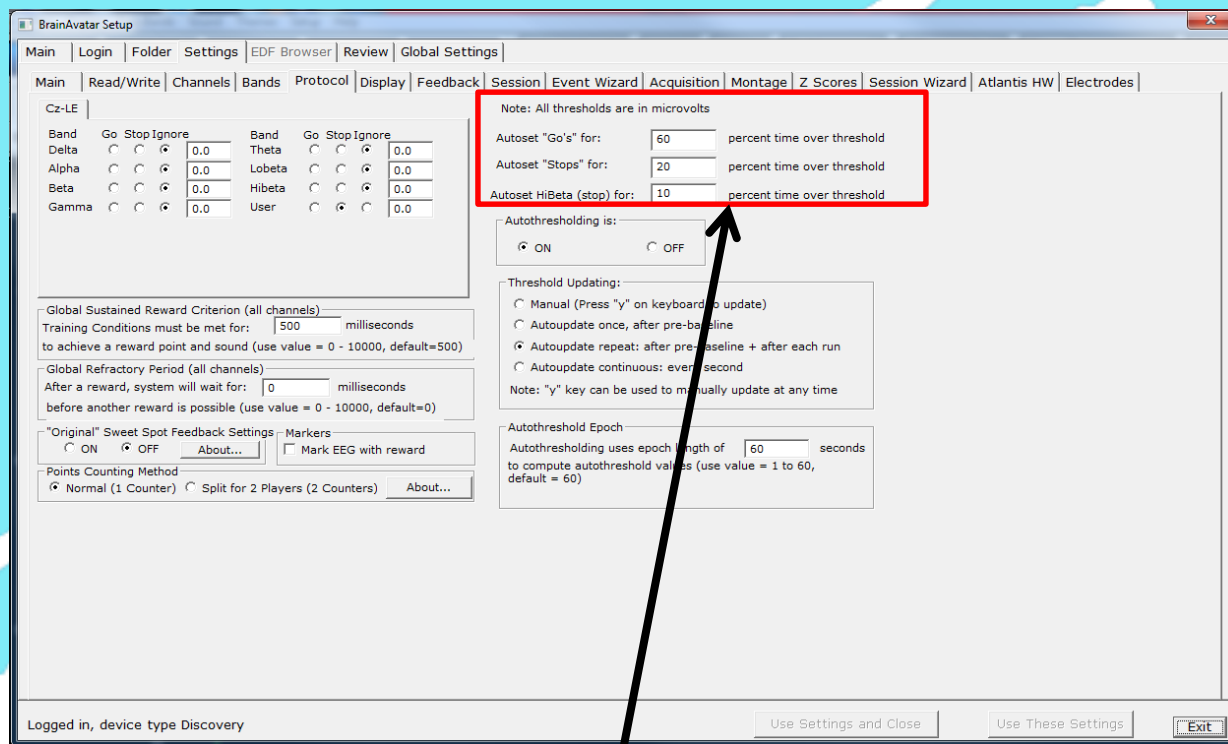 BrainAvatar Setup
Main Login Folder Settings EDF Browser Review Global Settings
Main Read/Write Channels Bands Protocol Display Feedback Session Event Wizard Acquisition Montage Z Scores Session Wizard Atlantis HW Electrodes
Cz-LE
Band Go Stop Ignore Band Go Stop Ignore
Delta 0.0 Theta 0.0
Alpha 0.0 Lobeta 0.0
Beta 0.0 Hibeta 0.0
Gamma 0.0 User 0.0
Global Sustained Reward Criterion (all channels)
Training Conditions must be met for: 500 milliseconds
to achieve a reward point and sound (use value = 0 - 10000, default=500)
Global Refractory Period (all channels)
After a reward, system will wait for: 0 milliseconds
before another reward is possible (use value = 0 - 10000, default=0)
"Original" Sweet Spot Feedback Settings
ON OFF About...
Markers
Mark EEG with reward
Points Counting Method
Normal (1 Counter) Split for 2 Players (2 Counters) About...
Note: All thresholds are in microvolts
Autoset "Go's" for: 60 percent time over threshold
Autoset "Stops" for: 20 percent time over threshold
Autoset HiBeta (stop) for: 10 percent time over threshold
Autothresholding is:
ON OFF
Threshold Updating:
Manual (Press "y" on keyboard to update)
Autoupdate once, after pre-baseline
Autoupdate repeat: after pre-baseline + after each run
Autoupdate continuous: every second
Note: "y" key can be used to manually update at any time
Autothreshold Epoch
Autothresholding uses epoch length of 60 seconds
to compute autothreshold values (use value = 1 to 60,
default = 60)
Logged in, device type Discovery
Use Settings and Close Use These Settings Exit